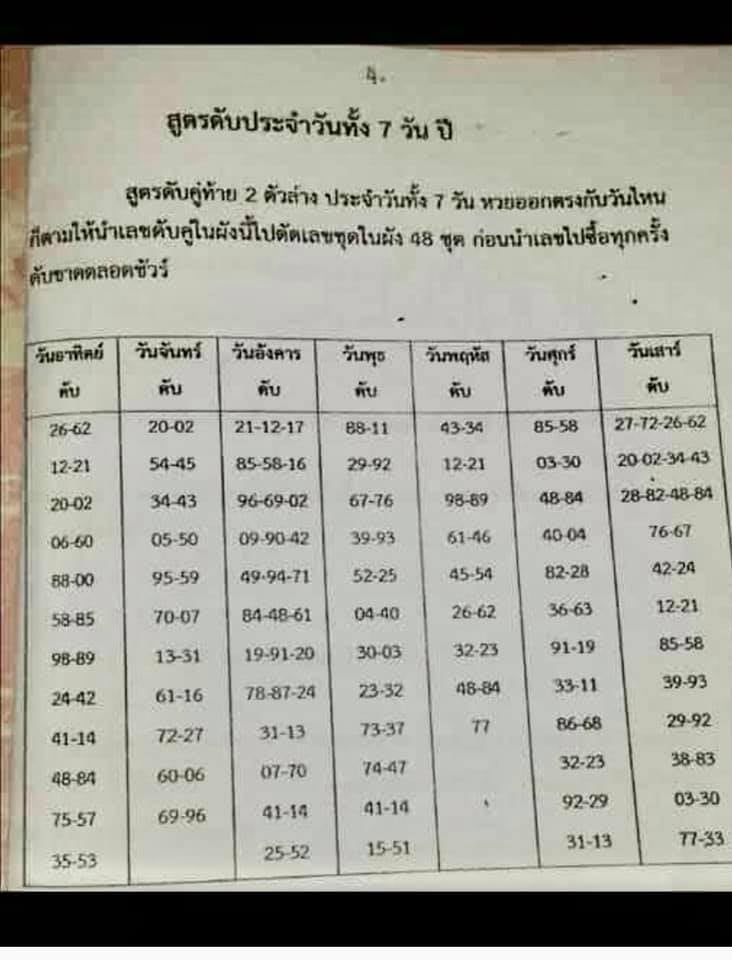 4.
สูตรดับประจำวันทั้ง 7 วัน ปี
สูตรดับคู่ท้าย 2 ตัวล่าง ประจำวันทั้ง 7 วัน หวยออกตรงกับวันไหน
ก็ตามให้นำเลขดับคู่ในผังนี้ไปตัดเลขชุดในผัง 48 ชุด ก่อนนำเลขไปซื้อทุกครั้ง
ดับขาดตลอดชัวร์
วันอาทิตย์ วันจันทร์ วันอังคาร วันพุธ วันพฤหัส วันศุกร์ วันเสาร์
ดับ ดับ ดับ ดับ ดับ ดับ ดับ
26-62 20-02 21-12-17 88-11 43-34 85-58 27-72-26-62
12-21 54-45 85-58-16 29-92 12-21 03-30 20-02-34-43
20-02 34-43 96-69-02 67-76 98-89 48-84 28-82-48-84
06-60 05-50 09-90-42 39-93 61-46 40-04 76-67
88-00 95-59 49-94-71 52-25 45-54 82-28 42-24
58-85 70-07 84-48-61 04-40 26-62 36-63 12-21
98-89 13-31 19-91-20 30-03 32-23 91-19 85-58
24-42 61-16 78-87-24 23-32 48-84 33-11 39-93
41-14 72-27 31-13 73-37 77 86-68 29-92
48-84 60-06 07-70 74-47 32-23 38-83
75-57 69-96 41-14 41-14 92-29 03-30
35-53 25-52 15-51 31-13 77-33